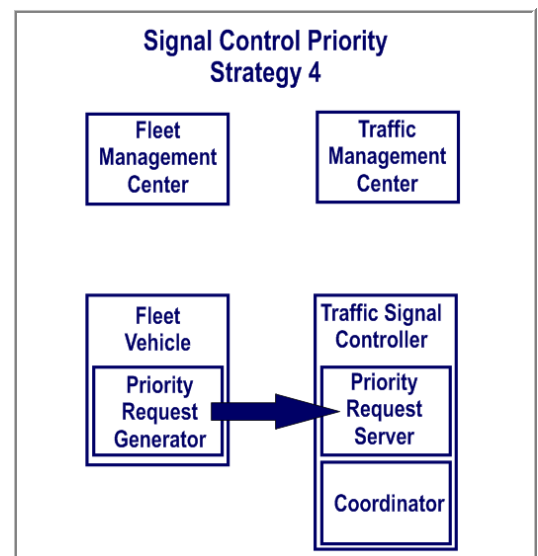 Signal Control Priority
Strategy 4
Fleet
Management
Center
Traffic
Management
Center
Fleet
Vehicle
Priority
Request
Generator
Traffic Signal
Controller
Priority
Request
Server
Coordinator